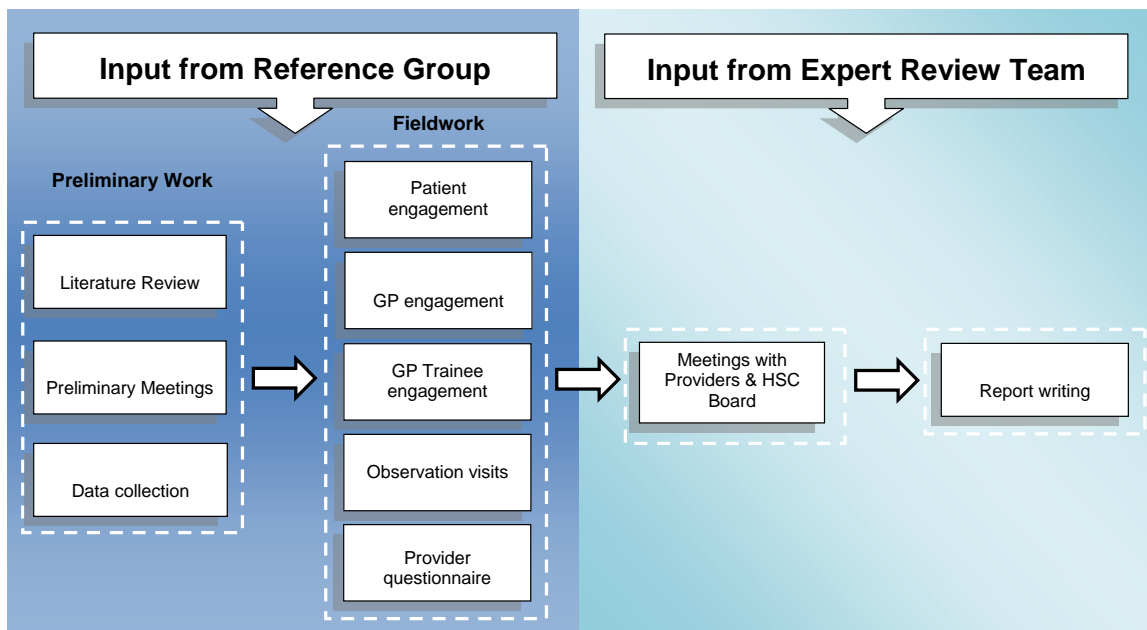 Input from Reference Group
Input from Expert Review Team
Fieldwork
Preliminary Work
Literature Review
Preliminary Meetings
Data collection
Patient
engagement
GP engagement
GP Trainee
engagement
Observation visits
Provider
questionnaire
Meetings with
Providers & HSC
Board
Report writing